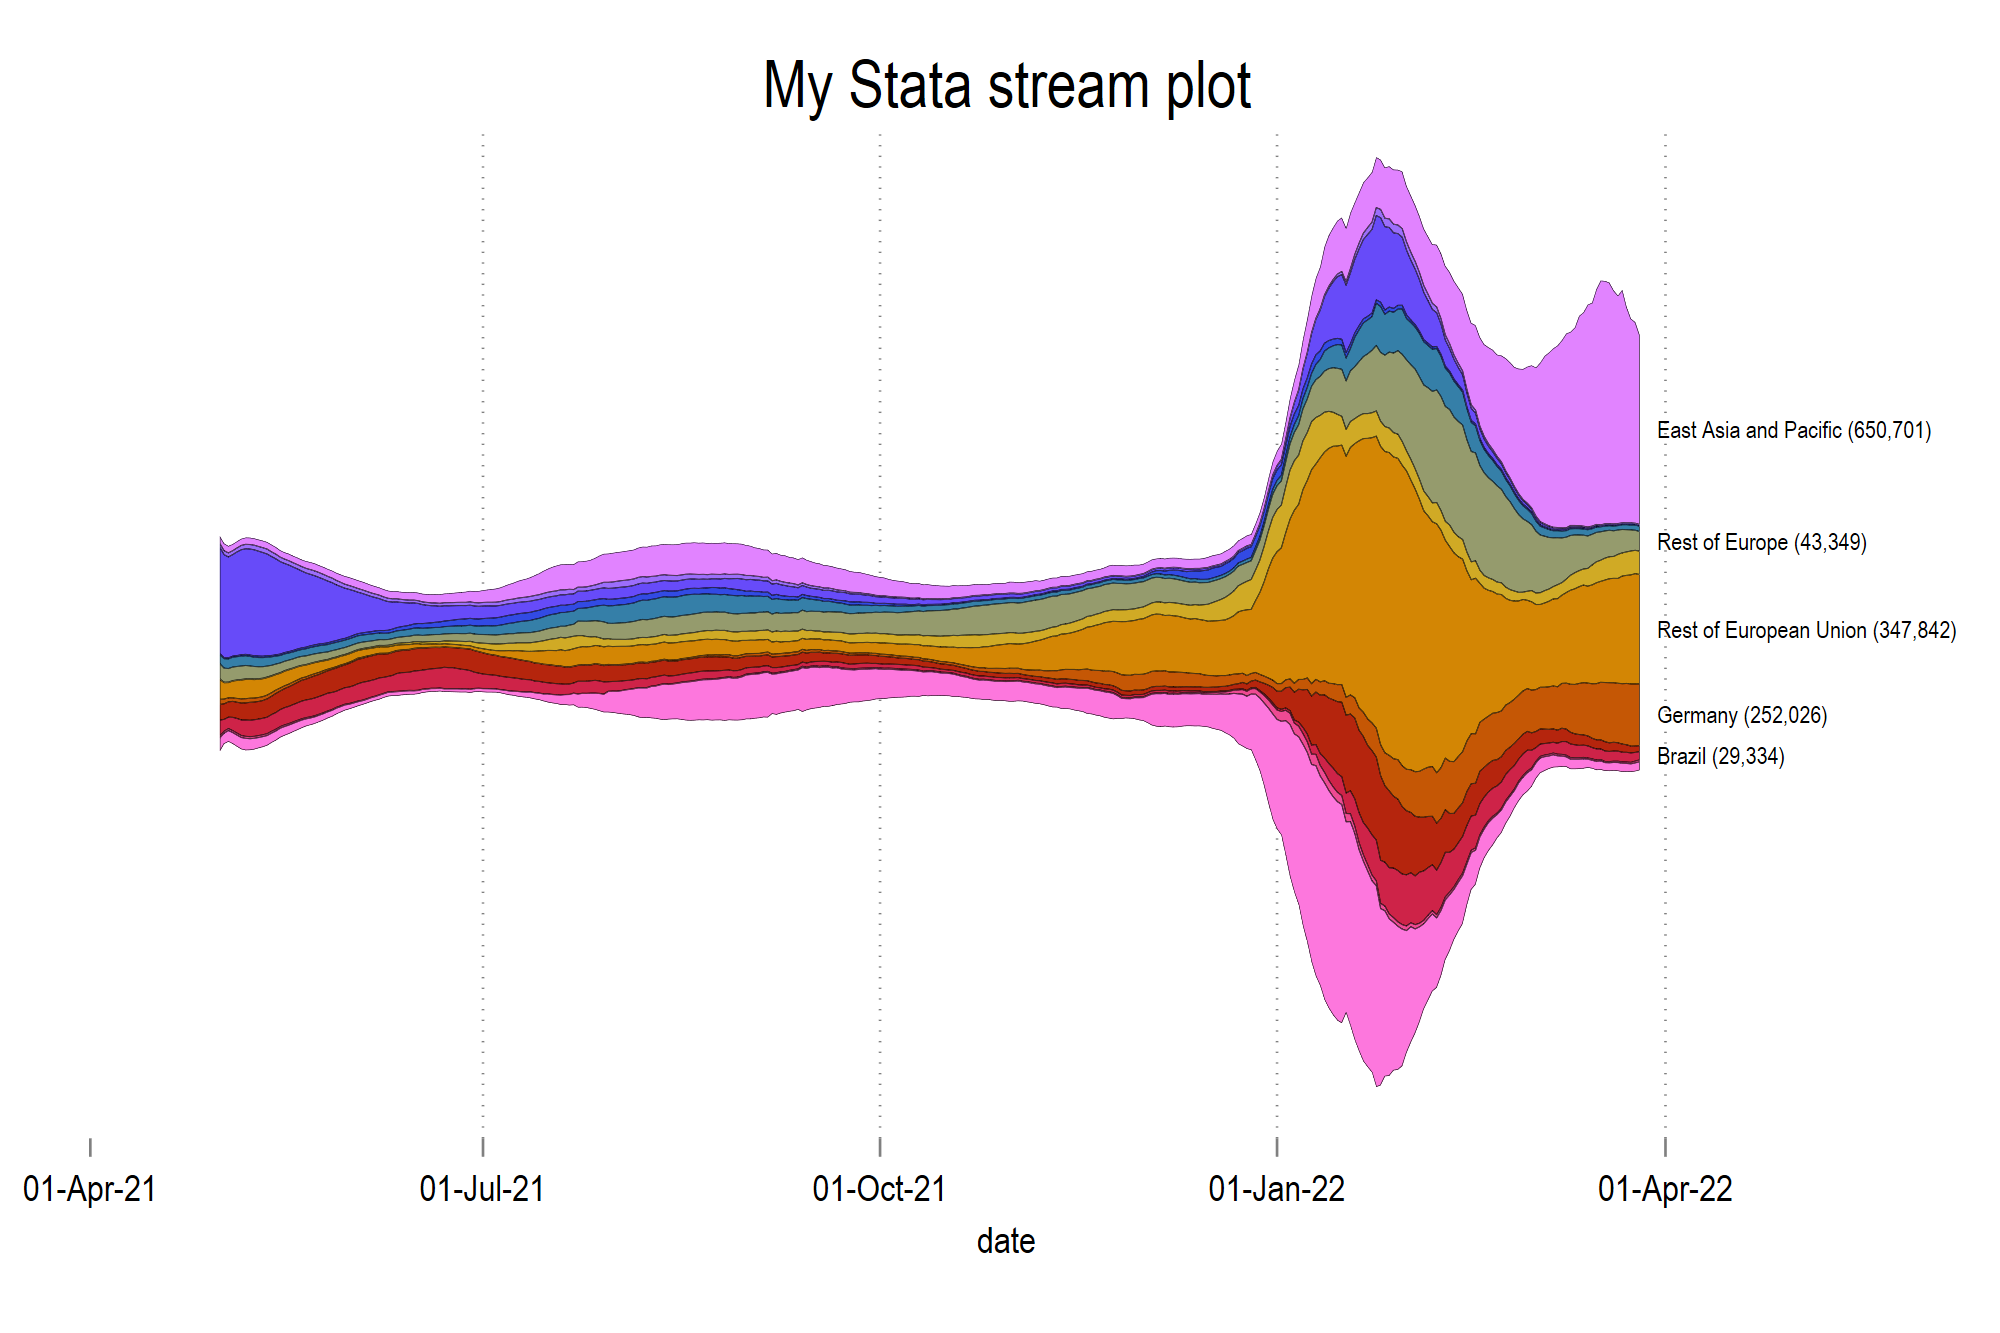 My Stata stream plot
East Asia and Pacific (650,701)
Rest of Europe (43,349)
Rest of European Union (347,842)
Germany (252,026)
Brazil (29,334)
01-Apr-21 01-Jul-21 01-Oct-21 01-Jan-22 01-Apr-22
date